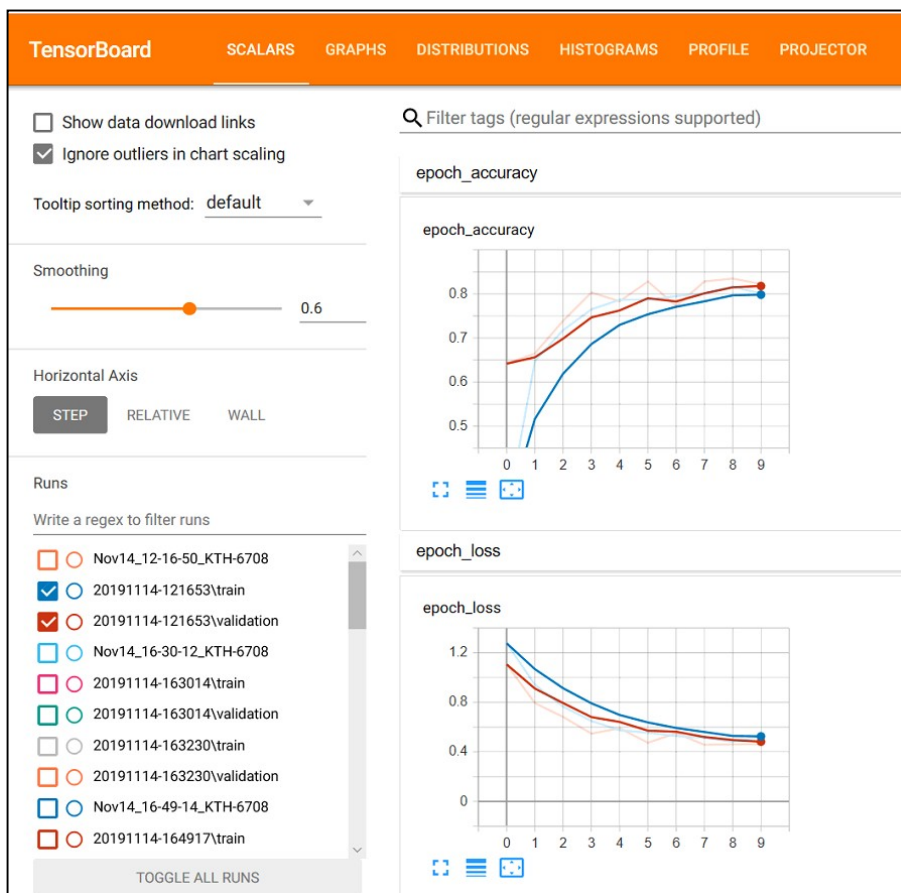 TensorBoard SCALARS GRAPHS DISTRIBUTIONS HISTOGRAMS PROFILE PROJECTOR
Show data download links
Ignore outliers in chart scaling
Tooltip sorting method: default
Smoothing
0.6
Horizontal Axis
STEP RELATIVE WALL
Runs
Write a regex to filter runs
Nov14_12-16-50_KTH-6708
20191114-121653\train
20191114-121653\validation
Nov14_16-30-12_KTH-6708
20191114-163014\train
20191114-163014\validation
20191114-163230\train
20191114-163230\validation
Nov14_16-49-14_KTH-6708
20191114-164917\train
TOGGLE ALL RUNS
Filter tags (regular expressions supported)
epoch_accuracy
epoch_accuracy
0.8
0.7
0.6
0.5
0 1 2 3 4 5 6 7 8 9
epoch_loss
epoch_loss
1.2
0.8
0.4
0
0 1 2 3 4 5 6 7 8 9